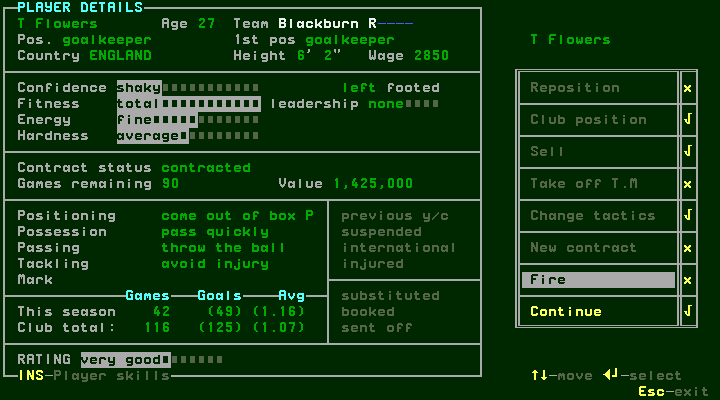 PLAYER DETAILS
T Flowers Age 27 Team Blackburn R
Pos. goalkeeper 1st pos goalkeeper
Country ENGLAND Height 6' 2" Wage 2850
Confidence shaky left footed
Fitness total leadership none
Energy fine
Hardness average
Contract status contracted
Games remaining 90 Value 1,425,000
Positioning come out of box P
Possession pass quickly
Passing throw the ball
Tackling avoid injury
Mark
previous y/c
suspended
international
injured
Games Goals Avg
This season 42 (49) (1.16)
Club total: 116 (125) (1.07)
substituted
booked
sent off
RATING very good
INS-Player skills
T Flowers
Reposition x
Club position √
Sell √
Take off T.M x
Change tactics √
New contract x
Fire x
Continue √
↑↓-move ↲-select
Esc-exit